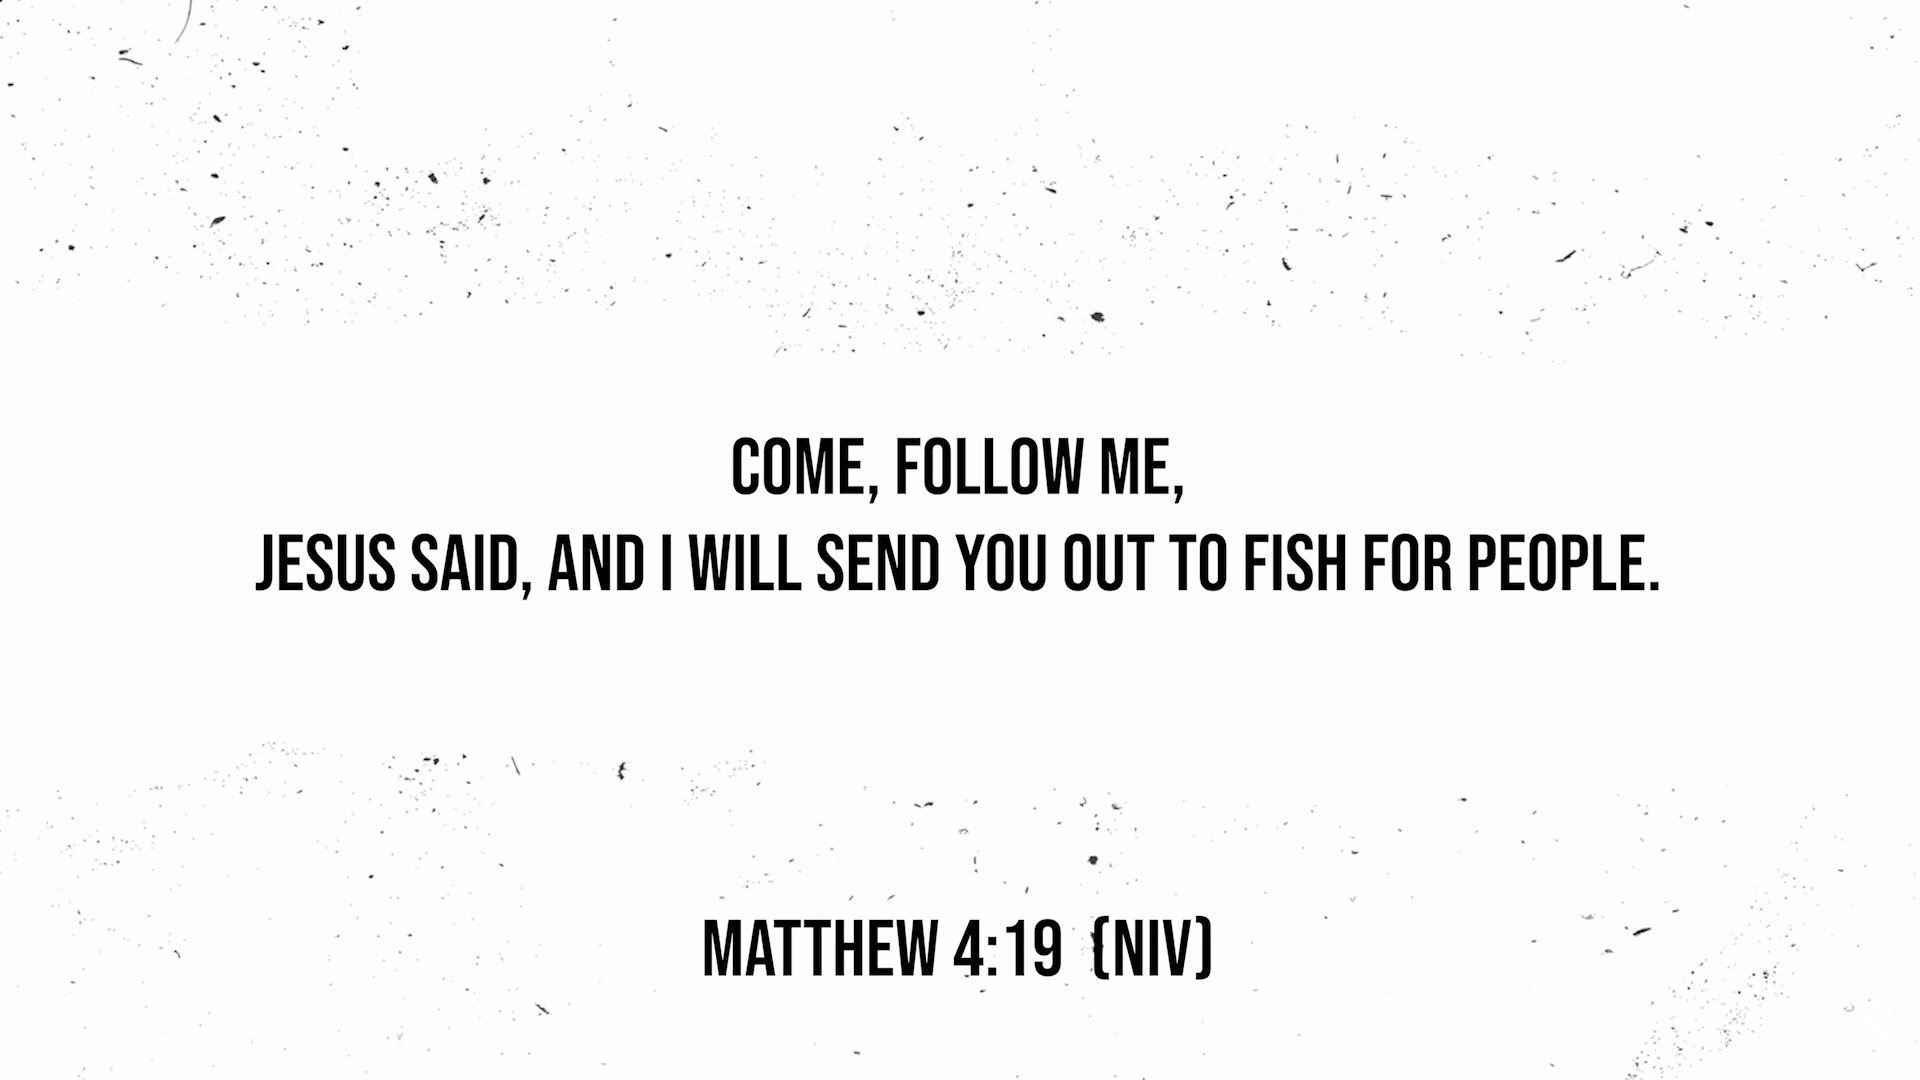 COME, FOLLOW ME,
JESUS SAID, AND I WILL SEND YOU OUT TO FISH FOR PEOPLE.
MATTHEW 4:19 (NIV)